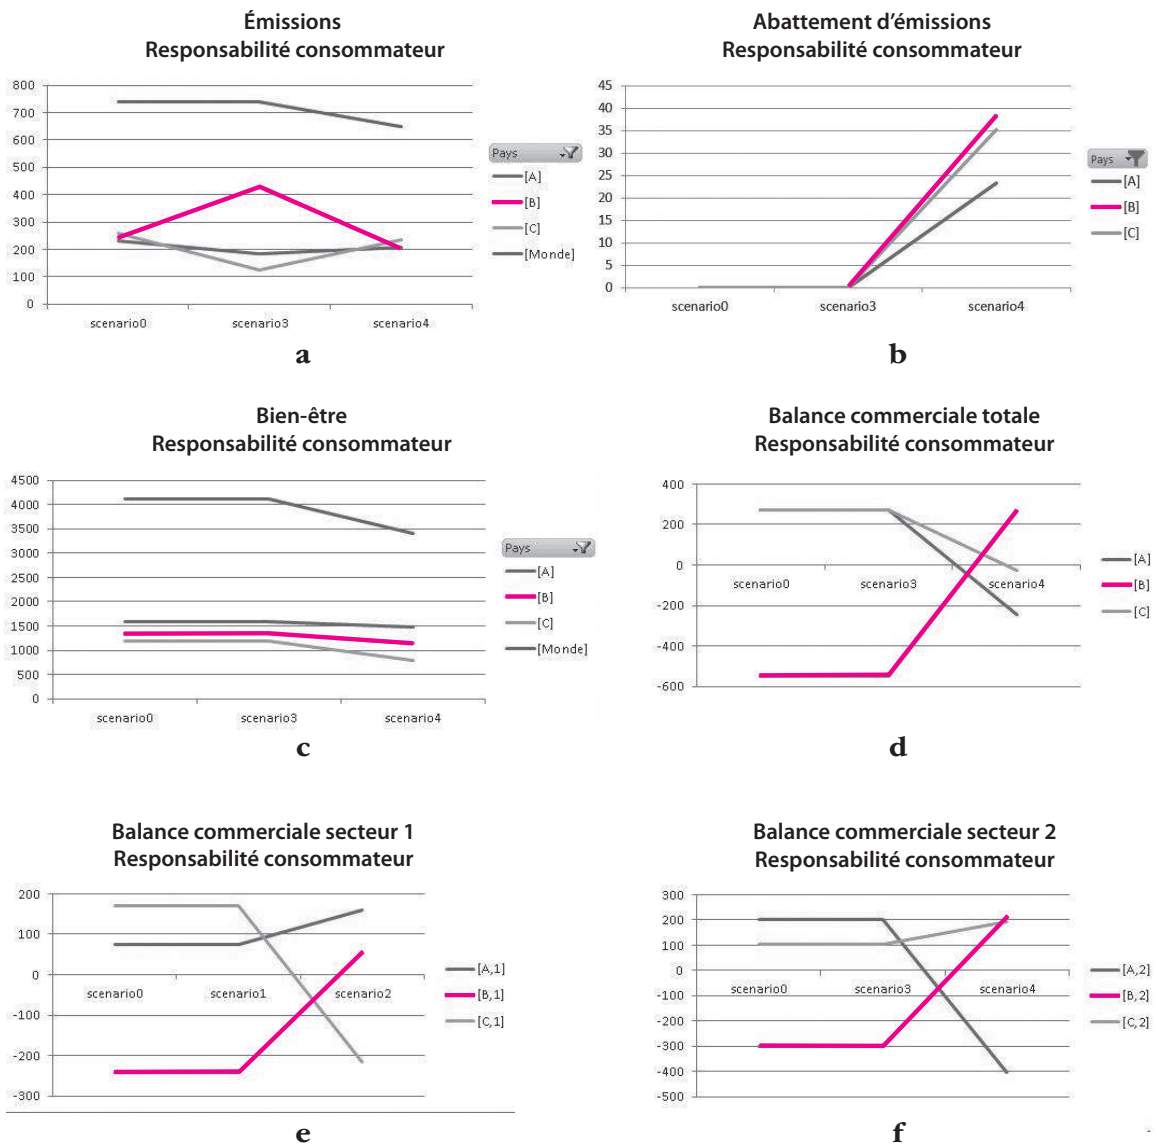 Émissions
Responsabilité consommateur
800
700
600
500
400
300
200
100
0
scenario0 scenario3 scenario4
Pays
[A]
[B]
[C]
[Monde]
a
Abattement d’émissions
Responsabilité consommateur
45
40
35
30
25
20
15
10
5
0
scenario0 scenario3 scenario4
Pays
[A]
[B]
[C]
b
Bien-être
Responsabilité consommateur
4500
4000
3500
3000
2500
2000
1500
1000
500
0
scenario0 scenario3 scenario4
Pays
[A]
[B]
[C]
[Monde]
c
Balance commerciale totale
Responsabilité consommateur
400
200
0
-200
-400
-600
scenario0 scenario3 scenario4
[A]
[B]
[C]
d
Balance commerciale secteur 1
Responsabilité consommateur
200
100
0
-100
-200
-300
scenario0 scenario1 scenario2
[A,1]
[B,1]
[C,1]
e
Balance commerciale secteur 2
Responsabilité consommateur
300
200
100
0
-100
-200
-300
-400
-500
scenario0 scenario3 scenario4
[A,2]
[B,2]
[C,2]
f